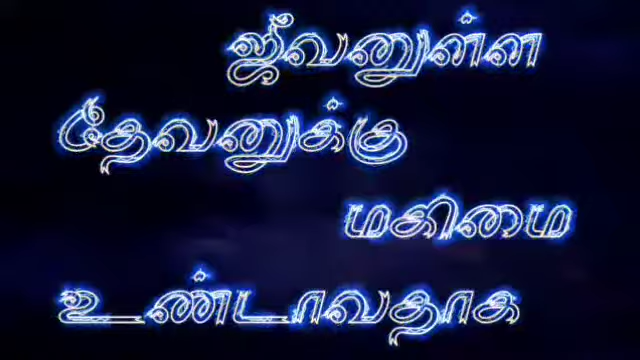 ஜீவனுள்ள
தேவனுக்கு
மகிமை
உண்டாவதாக